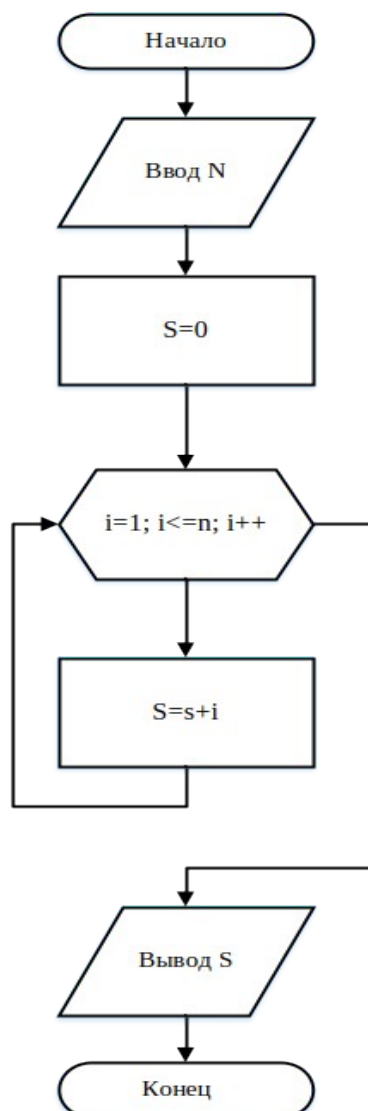 Начало
Ввод N
S=0
i=1; i<=n; i++
S=s+i
Вывод S
Конец